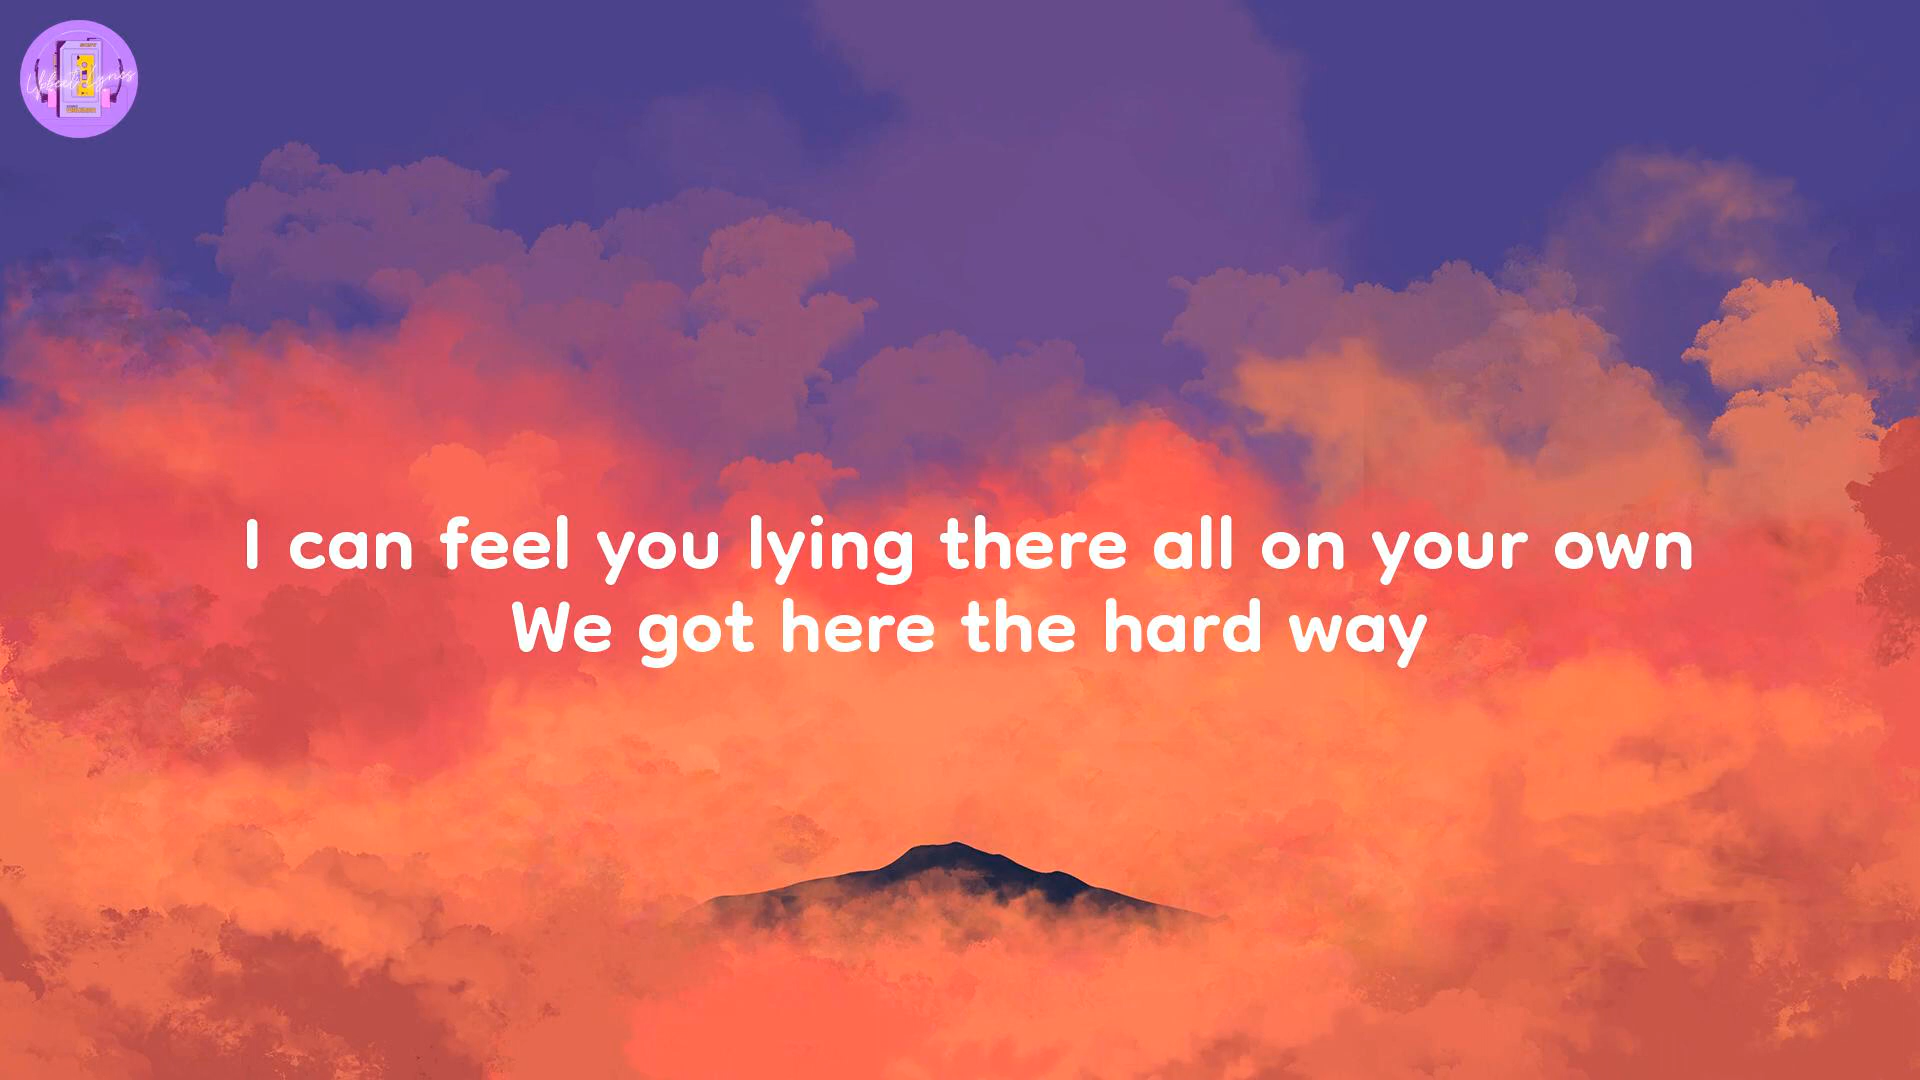 I can feel you lying there all on your own
We got here the hard way